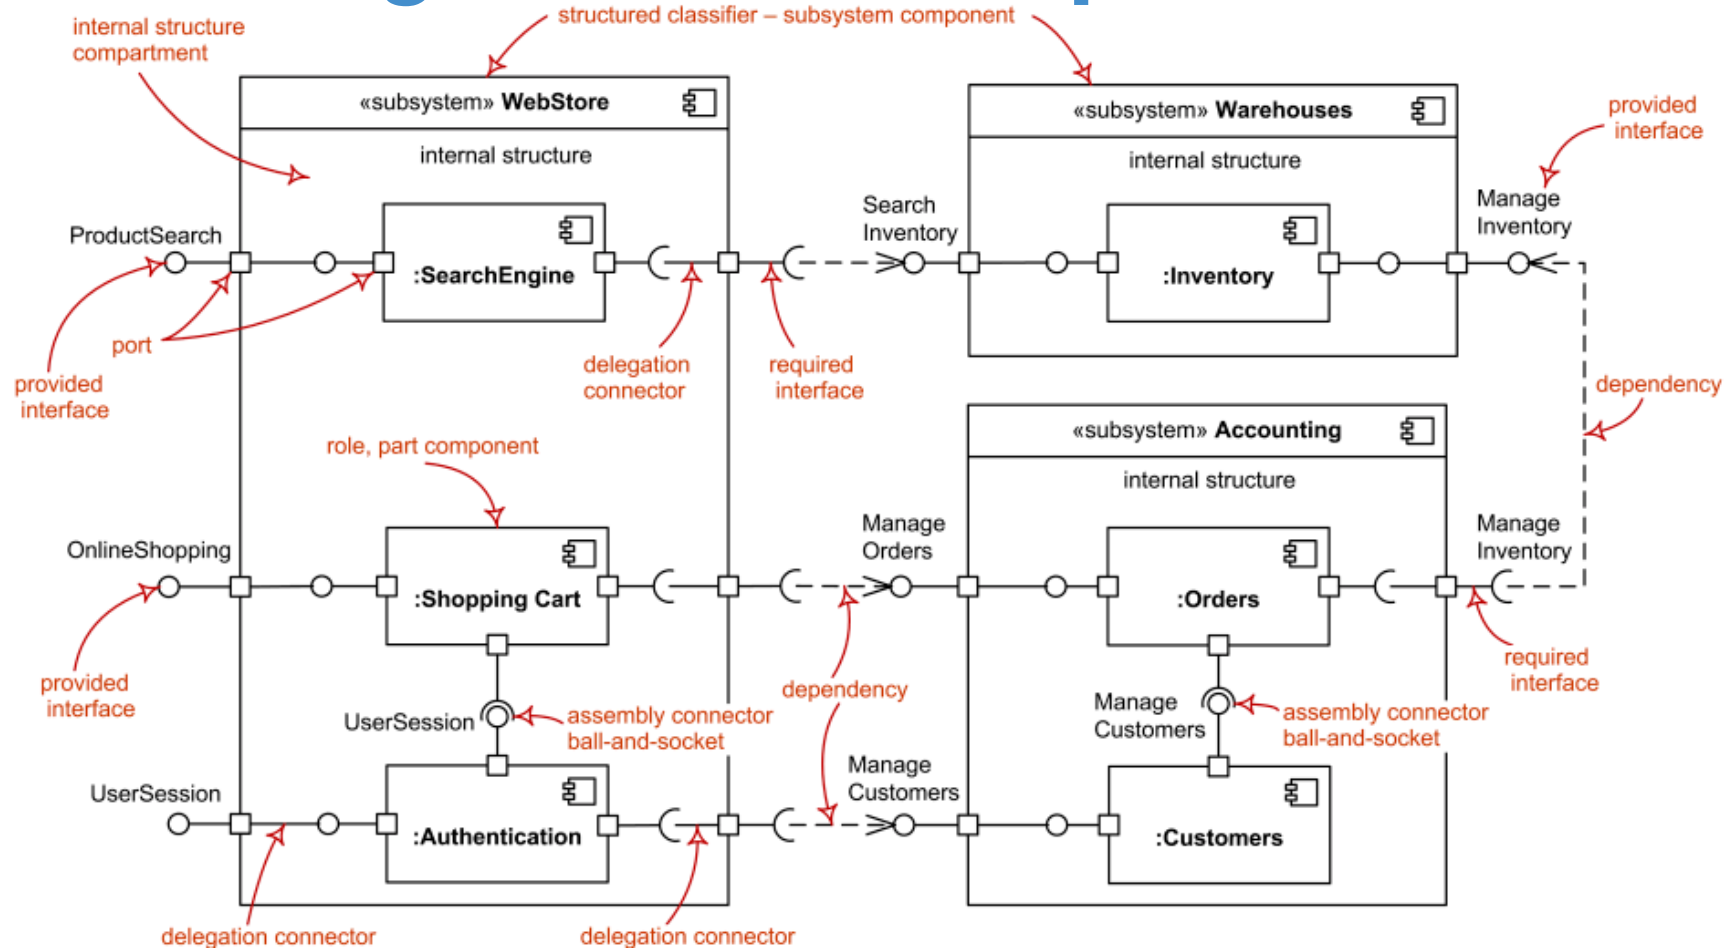 structured classifier – subsystem component
internal structure
compartment
«subsystem» WebStore
internal structure
«subsystem» Warehouses
internal structure
provided
interface
ProductSearch
:SearchEngine
Search
Inventory
:Inventory
Manage
Inventory
port
provided
interface
delegation
connector
required
interface
dependency
role, part component
«subsystem» Accounting
internal structure
OnlineShopping
:Shopping Cart
Manage
Orders
:Orders
Manage
Inventory
provided
interface
dependency
required
interface
UserSession
assembly connector
ball-and-socket
Manage
Customers
assembly connector
ball-and-socket
UserSession
:Authentication
Manage
Customers
:Customers
delegation connector
delegation connector